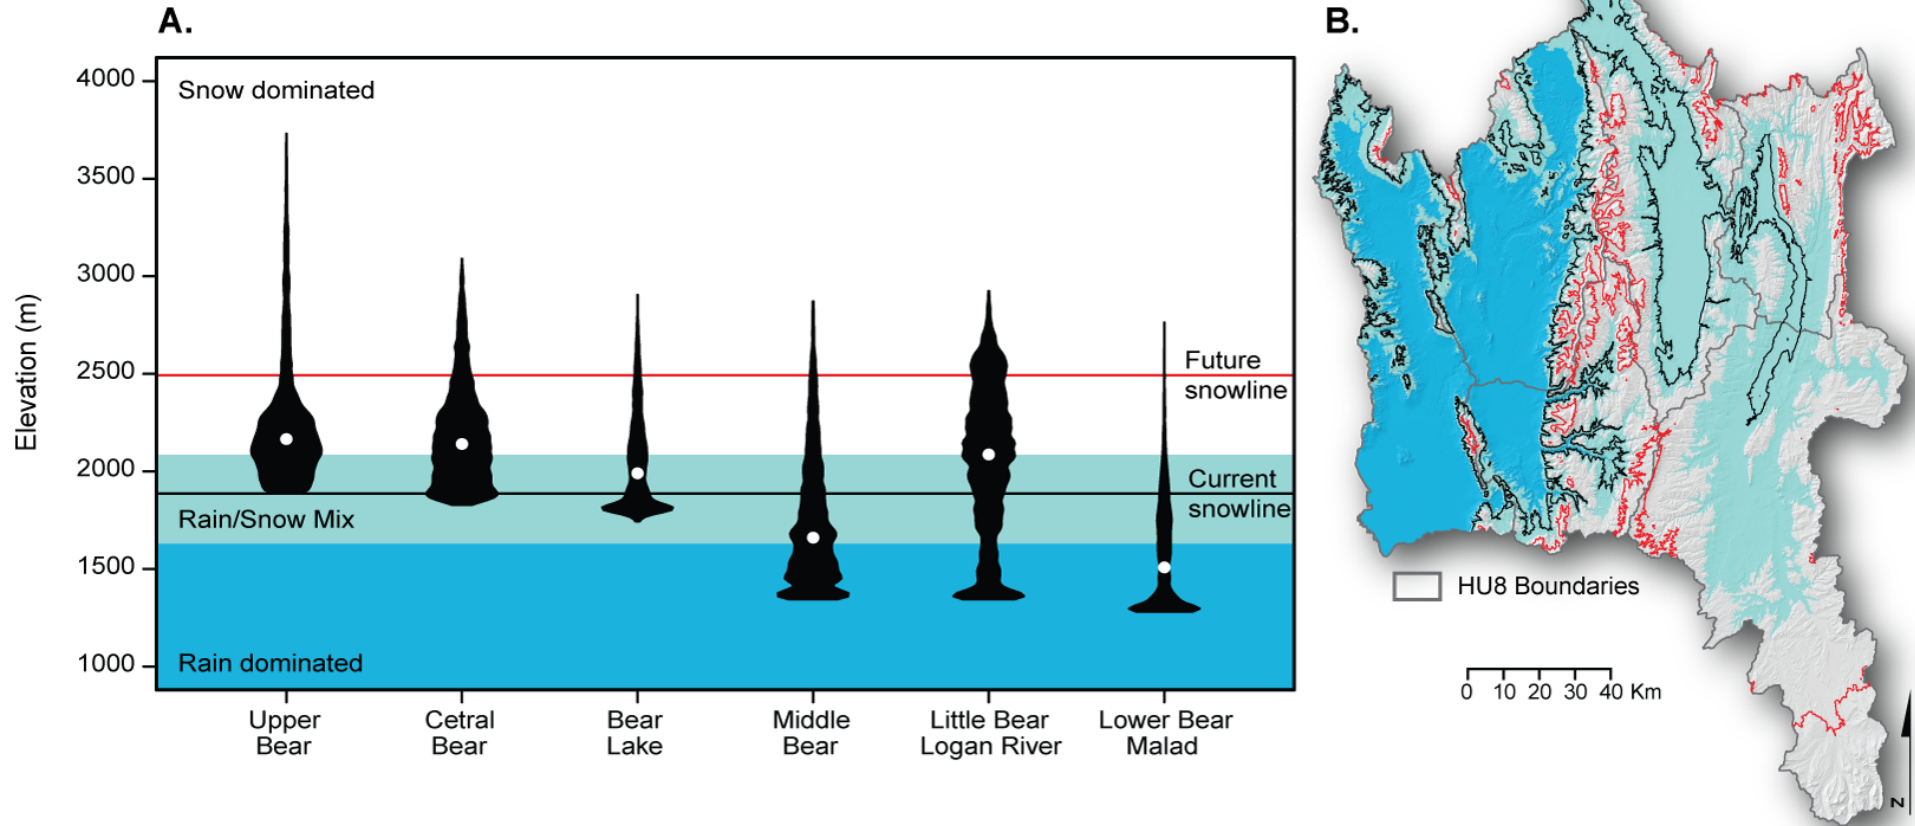 A.
B.
Elevation (m)
4000
3500
3000
2500
2000
1500
1000
Snow dominated
Future
snowline
Current
snowline
Rain/Snow Mix
Rain dominated
Upper
Bear
Cetral
Bear
Bear
Lake
Middle
Bear
Little Bear
Logan River
Lower Bear
Malad
HU8 Boundaries
0 10 20 30 40 Km
N